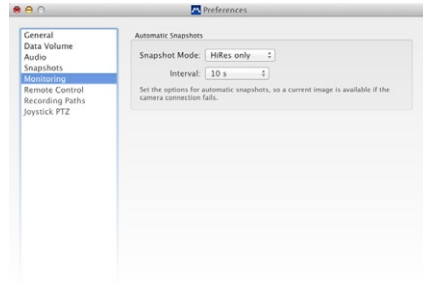 Preferences
General
Data Volume
Audio
Snapshots
Monitoring
Remote Control
Recording Paths
Joystick PTZ
Automatic Snapshots
Snapshot Mode: HiRes only
Interval: 10 s
Set the options for automatic snapshots, so a current image is available if the
camera connection fails.